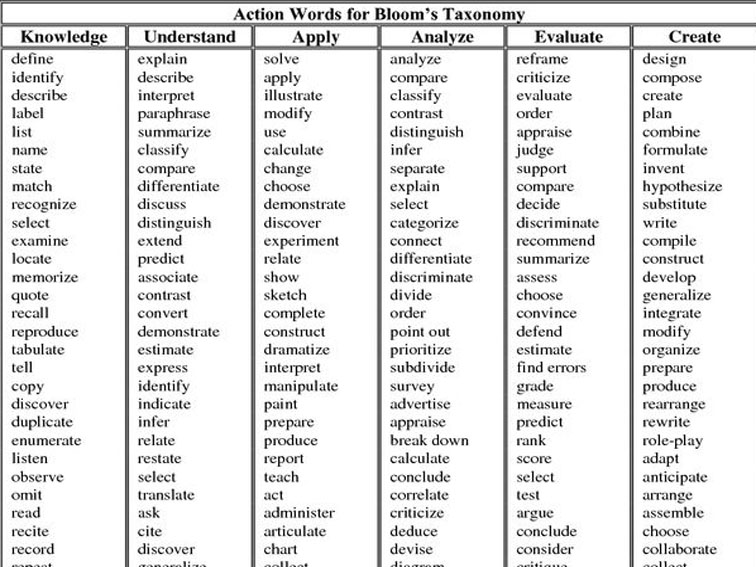 Action Words for Bloom's Taxonomy
Knowledge Understand Apply Analyze Evaluate Create
define explain solve analyze reframe design
identify describe apply compare criticize compose
describe interpret illustrate classify evaluate create
label paraphrase modify contrast order plan
list summarize use distinguish appraise combine
name classify calculate infer judge formulate
state compare change separate support invent
match differentiate choose explain compare hypothesize
recognize discuss demonstrate select decide substitute
select distinguish discover categorize discriminate write
examine extend experiment connect recommend compile
locate predict relate differentiate summarize construct
memorize associate show discriminate assess develop
quote contrast sketch divide choose generalize
recall convert complete order convince integrate
reproduce demonstrate construct point out defend modify
tabulate estimate dramatize prioritize estimate organize
tell express interpret subdivide find errors prepare
copy identify manipulate survey grade produce
discover indicate paint advertise measure rearrange
duplicate infer prepare appraise predict rewrite
enumerate relate produce break down rank role-play
listen restate report calculate score adapt
observe select teach conclude select anticipate
omit translate act correlate test arrange
read ask administer criticize argue assemble
recite cite articulate deduce conclude choose
record discover chart devise consider collaborate
repeat generalize collect diagram critique collect